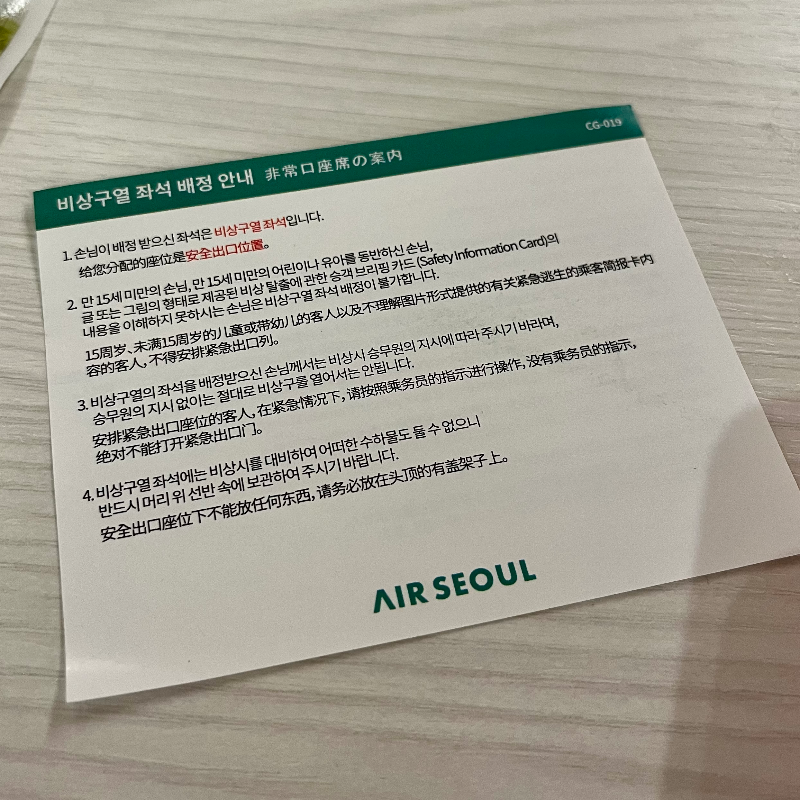 비상구열 좌석 배정 안내 非常口座席の案内
CG-019
1. 손님이 배정 받으신 좌석은 비상구열 좌석입니다.
给您分配的座位是安全出口位置。
2. 만 15세 미만의 손님, 만 15세 미만의 어린이나 유아를 동반하신 손님,
글 또는 그림의 형태로 제공된 비상 탈출에 관한 승객 브리핑 카드 (Safety Information Card)의
내용을 이해하지 못하시는 손님은 비상구열 좌석 배정이 불가합니다.
15周岁、未满15周岁的儿童或带幼儿的客人以及不理解图片形式提供的有关紧急逃生的乘客简报卡内
容的客人，不得安排紧急出口列。
3. 비상구열의 좌석을 배정받으신 손님께서는 비상시 승무원의 지시에 따라 주시기 바라며,
승무원의 지시 없이는 절대로 비상구를 열어서는 안됩니다.
安排紧急出口座位的客人，在紧急情况下，请按照乘务员的指示进行操作，没有乘务员的指示，
绝对不能打开紧急出口门。
4. 비상구열 좌석에는 비상시를 대비하여 어떠한 수하물도 둘 수 없으니
반드시 머리 위 선반 속에 보관하여 주시기 바랍니다.
安全出口座位下不能放任何东西，请务必放在头顶的有盖架子上。
AIR SEOUL